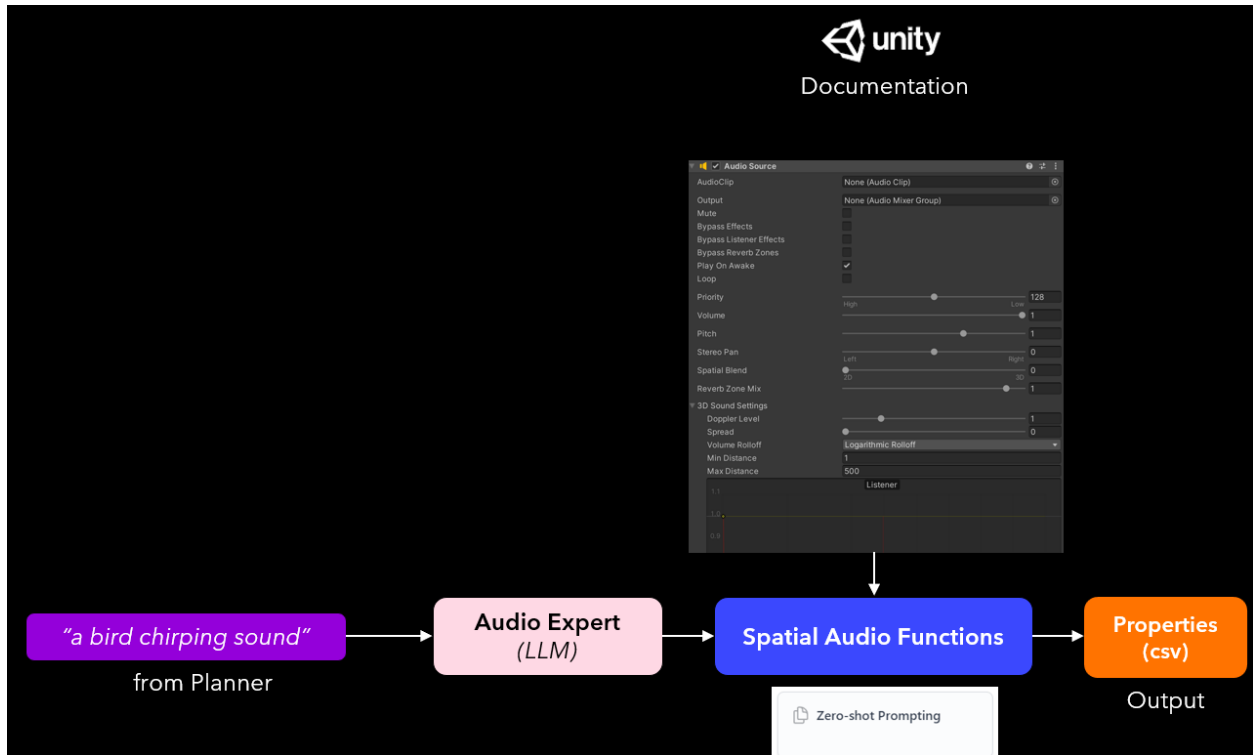 unity
Documentation
Audio Source
AudioClip None (Audio Clip)
Output None (Audio Mixer Group)
Mute
Bypass Effects
Bypass Listener Effects
Bypass Reverb Zones
Play On Awake
Loop
Priority 128
High Low
Volume 1
Pitch 1
Stereo Pan 0
Left Right
Spatial Blend 0
2D 3D
Reverb Zone Mix 1
3D Sound Settings
Doppler Level 1
Spread 0
Volume Rolloff Logarithmic Rolloff
Min Distance 1
Max Distance 500
Listener
1.1
1.0
0.9
“a bird chirping sound”
from Planner
Audio Expert
(LLM)
Spatial Audio Functions
Zero-shot Prompting
Properties
(csv)
Output